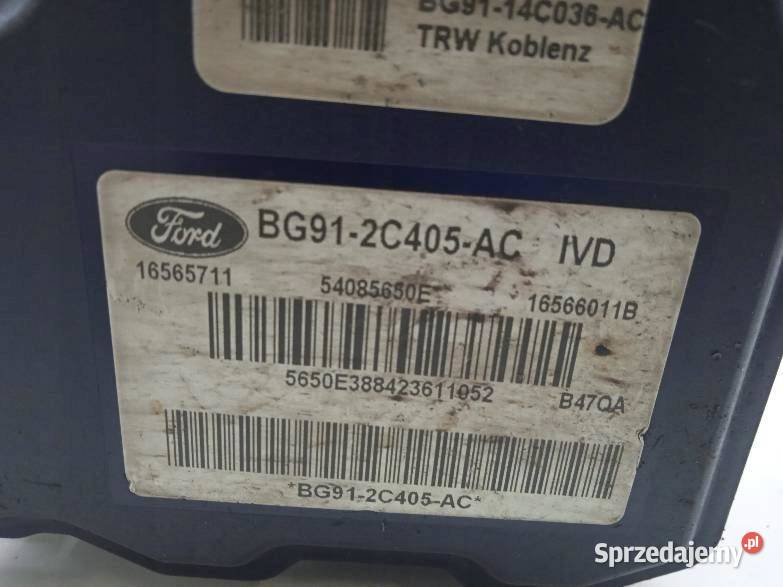 BG91-14C036-AC
TRW Koblenz
Ford BG91-2C405-AC IVD
16565711 54085650E 16566011B
5650E388423611052 B47QA
*BG91-2C405-AC*
Sprzedajemy.pl